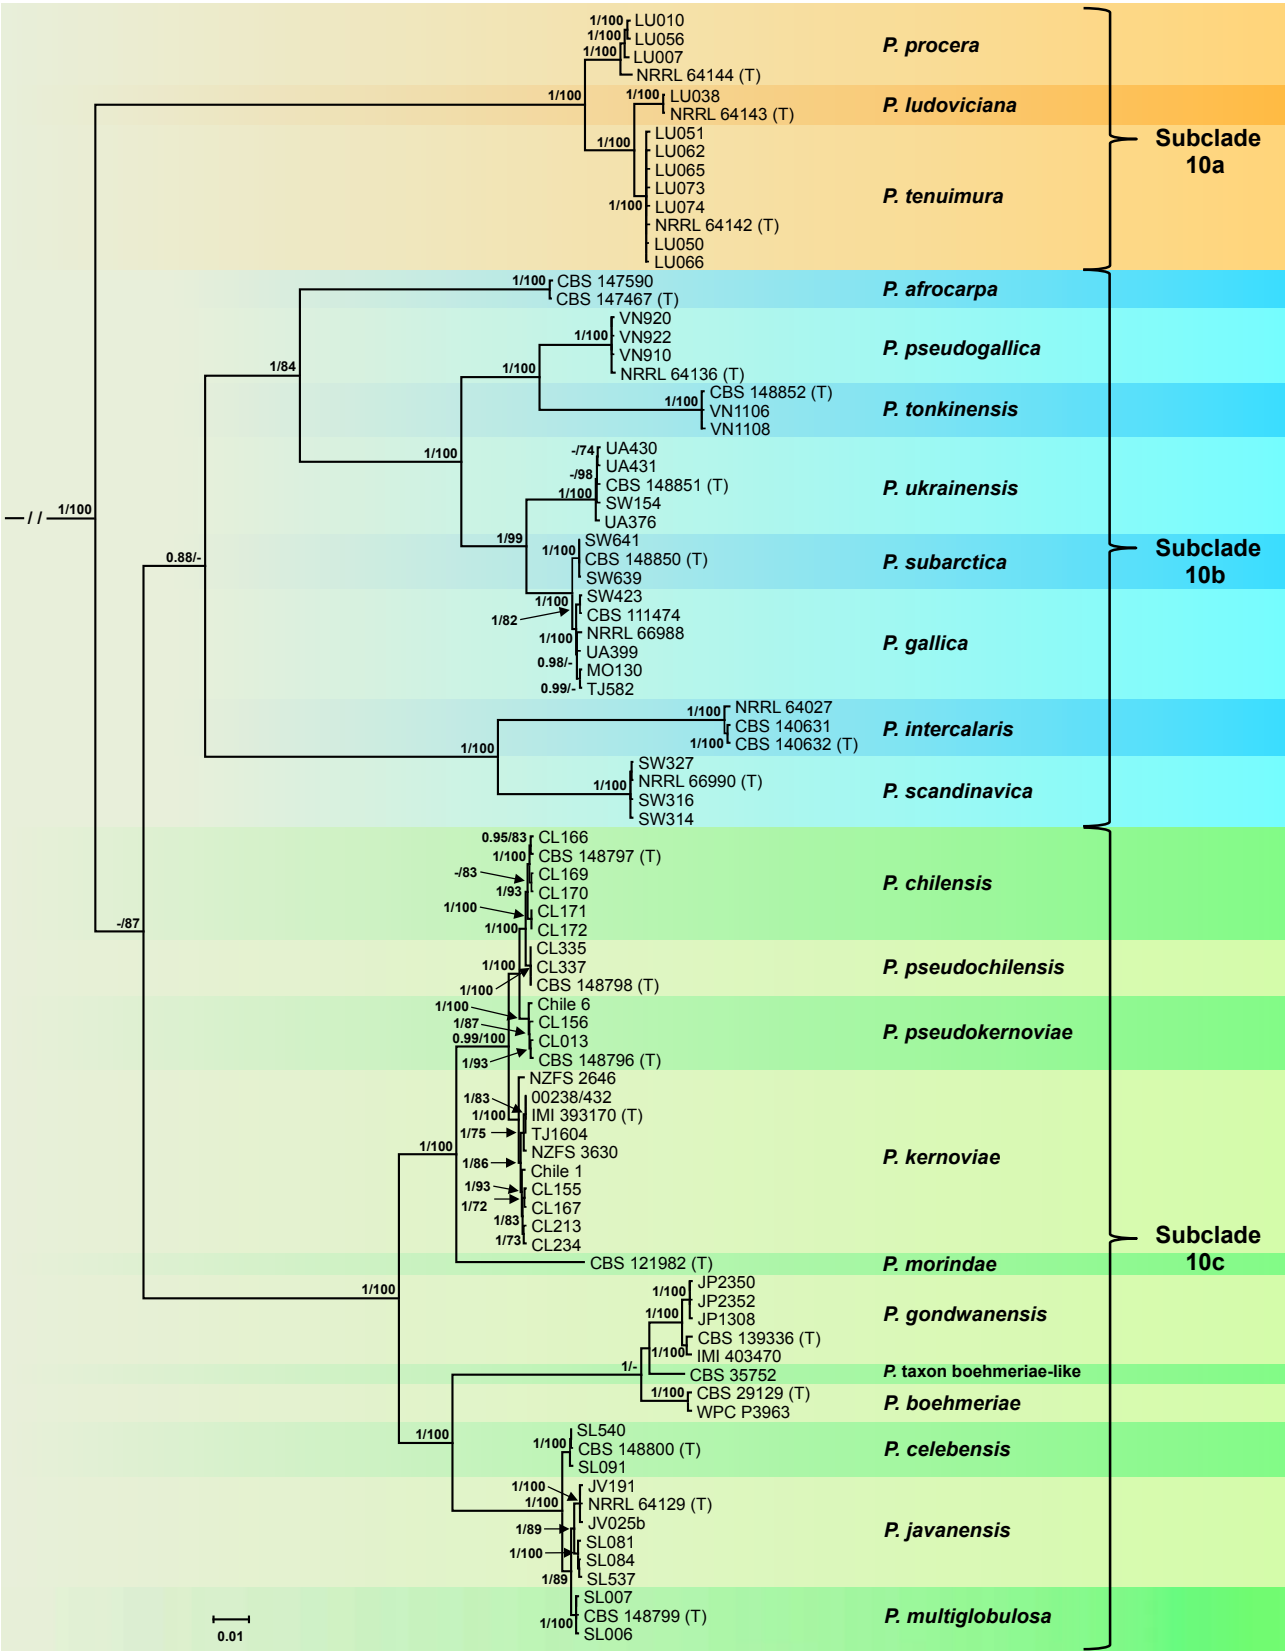 1/100
LU010
1/100
LU056
1/100
LU007
NRRL 64144 (T)
P. procera
1/100
1/100
LU038
NRRL 64143 (T)
P. ludoviciana
1/100
LU051
LU062
LU065
LU073
1/100
LU074
NRRL 64142 (T)
LU050
LU066
P. tenuimura
Subclade
10a
1/100
CBS 147590
CBS 147467 (T)
P. afrocarpa
1/84
VN920
1/100
VN922
VN910
NRRL 64136 (T)
P. pseudogallica
1/100
1/100
CBS 148852 (T)
VN1106
VN1108
P. tonkinensis
1/100
-/74
UA430
UA431
-/98
CBS 148851 (T)
1/100
SW154
UA376
P. ukrainensis
1/99
SW641
1/100
CBS 148850 (T)
SW639
P. subarctica
1/100
SW423
1/82
CBS 111474
NRRL 66988
1/100
UA399
0.98/-
MO130
0.99/-
TJ582
P. gallica
Subclade
10b
1/100
0.88/-
NRRL 64027
1/100
CBS 140631
1/100
CBS 140632 (T)
P. intercalaris
1/100
SW327
1/100
NRRL 66990 (T)
SW316
SW314
P. scandinavica
-/87
0.95/83
CL166
1/100
CBS 148797 (T)
-/83
CL169
1/93
CL170
1/100
CL171
1/100
CL172
P. chilensis
CL335
1/100
CL337
1/100
CBS 148798 (T)
P. pseudochilensis
1/100
Chile 6
1/87
CL156
0.99/100
CL013
1/93
CBS 148796 (T)
P. pseudokernoviae
NZFS 2646
1/83
00238/432
1/100
IMI 393170 (T)
1/75
TJ1604
NZFS 3630
1/86
Chile 1
1/93
CL155
1/72
CL167
1/83
CL213
1/73
CL234
P. kernoviae
1/100
CBS 121982 (T)
P. morindae
Subclade
10c
1/100
JP2350
1/100
JP2352
1/100
JP1308
CBS 139336 (T)
1/100
IMI 403470
P. gondwanensis
1/-
CBS 35752
P. taxon boehmeriae-like
1/100
CBS 29129 (T)
WPC P3963
P. boehmeriae
1/100
SL540
1/100
CBS 148800 (T)
SL091
P. celebensis
1/100
JV191
1/100
NRRL 64129 (T)
1/89
JV025b
SL081
1/100
SL084
1/89
SL537
P. javanensis
SL007
CBS 148799 (T)
1/100
SL006
P. multiglobulosa
0.01